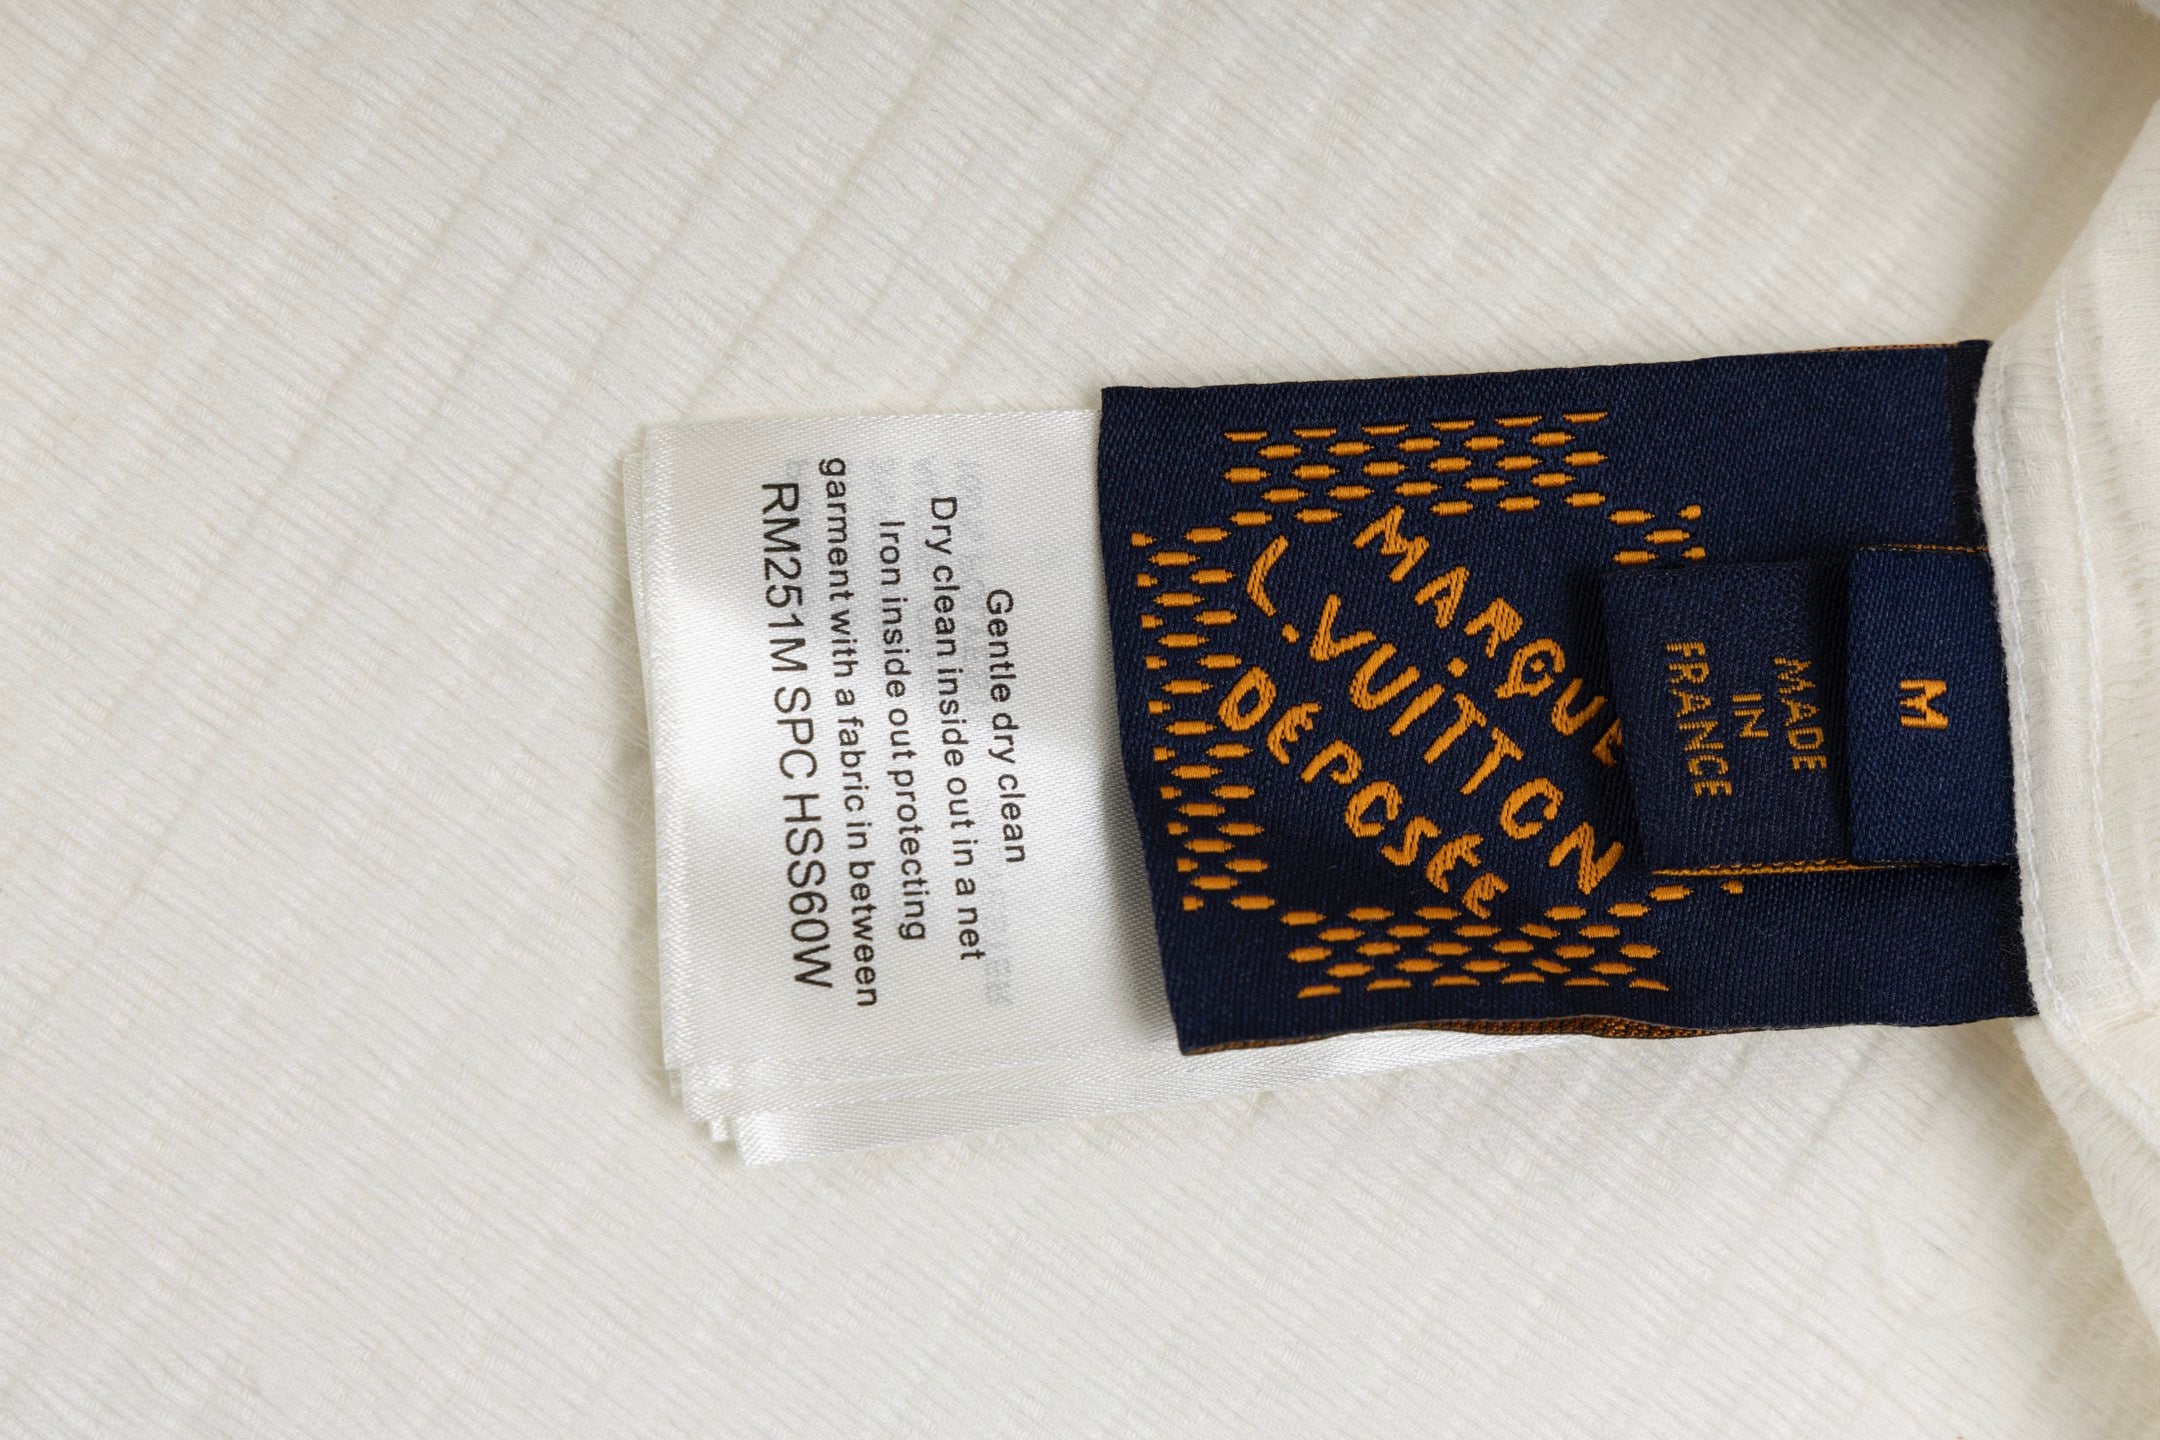 M
MADE
IN
FRANCE
MARQUE
L.VUITTON
DEPOSÉE
Gentle dry clean
Dry clean inside out in a net
Iron inside out protecting
garment with a fabric in between
RM251M SPC HSS60W